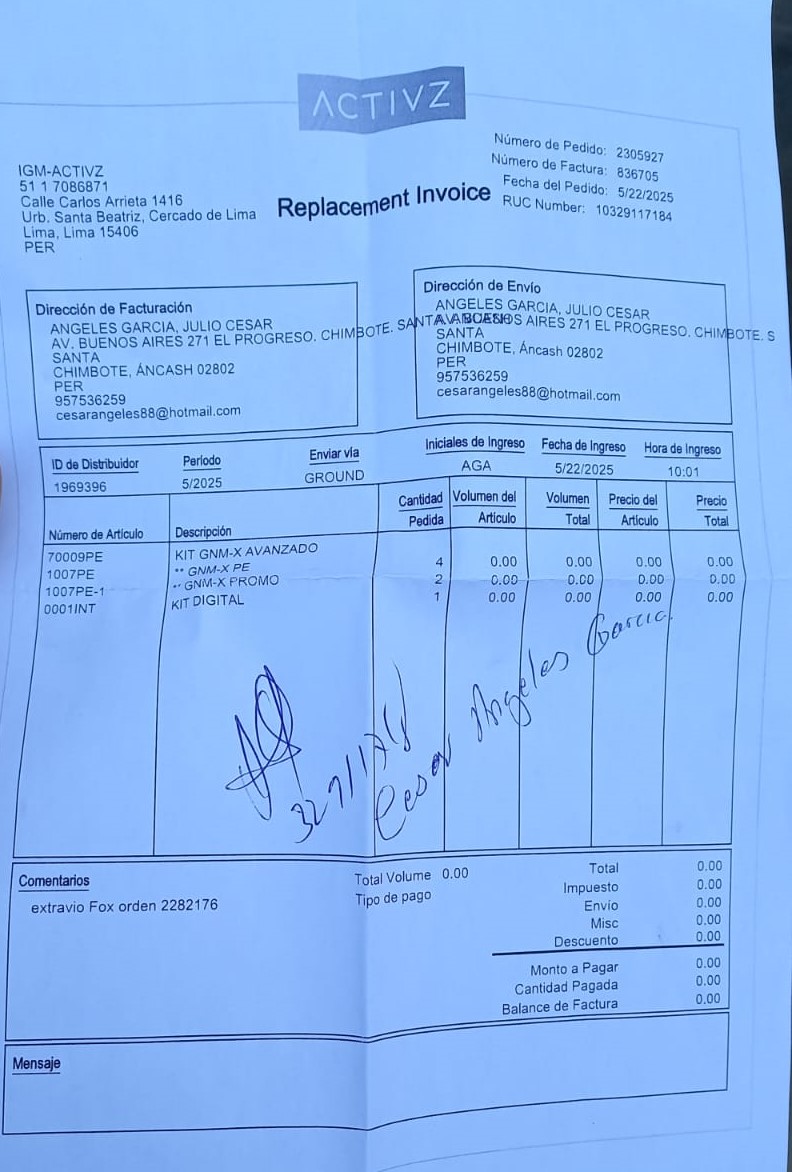 ACTIVZ
IGM-ACTIVZ
51 1 7086871
Calle Carlos Arrieta 1416
Urb. Santa Beatriz, Cercado de Lima
Lima, Lima 15406
PER
Replacement Invoice
Número de Pedido: 2305927
Número de Factura: 836705
Fecha del Pedido: 5/22/2025
RUC Number: 10329117184
Dirección de Facturación
ANGELES GARCIA, JULIO CESAR
AV. BUENOS AIRES 271 EL PROGRESO. CHIMBOTE. SANTA
SANTA
CHIMBOTE, ÁNCASH 02802
PER
957536259
cesarangeles88@hotmail.com
Dirección de Envío
ANGELES GARCIA, JULIO CESAR
AV. BUENOS AIRES 271 EL PROGRESO. CHIMBOTE. S
SANTA
CHIMBOTE, Áncash 02802
PER
957536259
cesarangeles88@hotmail.com
ID de Distribuidor Período Enviar vía Iniciales de Ingreso Fecha de Ingreso Hora de Ingreso
1969396 5/2025 GROUND AGA 5/22/2025 10:01
Número de Artículo Descripción Cantidad Pedida Volumen del Artículo Volumen Total Precio del Artículo Precio Total
70009PE KIT GNM-X AVANZADO
1007PE ** GNM-X PE 4 0.00 0.00 0.00 0.00
1007PE-1 ** GNM-X PROMO 2 0.00 0.00 0.00 0.00
0001INT KIT DIGITAL 1 0.00 0.00 0.00 0.00
Cesar Angeles Garcia
Comentarios
extravio Fox orden 2282176
Total Volume 0.00
Tipo de pago
Total 0.00
Impuesto 0.00
Envío 0.00
Misc 0.00
Descuento 0.00
Monto a Pagar 0.00
Cantidad Pagada 0.00
Balance de Factura 0.00
Mensaje